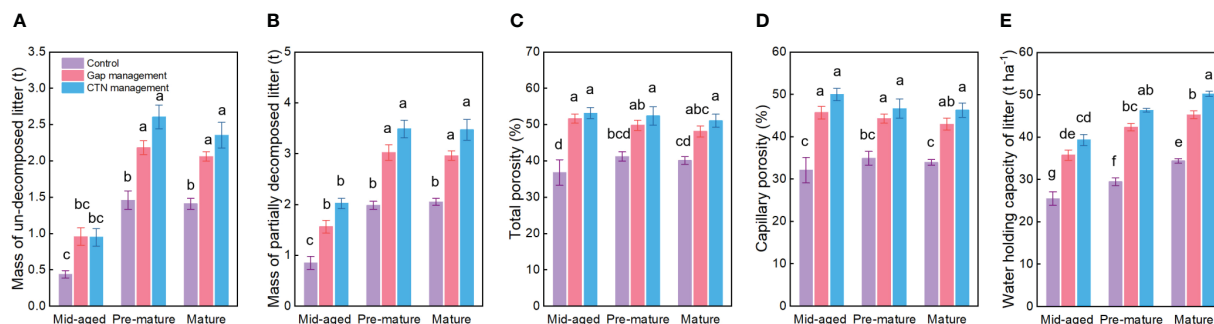 A
Mass of un-decomposed litter (t)
3.5
3.0
2.5
2.0
1.5
1.0
0.5
0.0
Control
Gap management
CTN management
c
bc
bc
b
a
a
b
a
a
Mid-aged
Pre-mature
Mature
B
Mass of partially decomposed litter (t)
5
4
3
2
1
0
c
b
b
b
a
a
b
a
a
Mid-aged
Pre-mature
Mature
C
Total porosity (%)
70
60
50
40
30
20
10
0
d
a
a
bcd
ab
a
cd
abc
a
Mid-aged
Pre-mature
Mature
D
Capillary porosity (%)
60
50
40
30
20
10
0
c
a
a
bc
a
a
c
ab
a
Mid-aged
Pre-mature
Mature
E
Water holding capacity of litter (t ha⁻¹)
60
50
40
30
20
10
0
g
de
cd
f
bc
ab
e
b
a
Mid-aged
Pre-mature
Mature